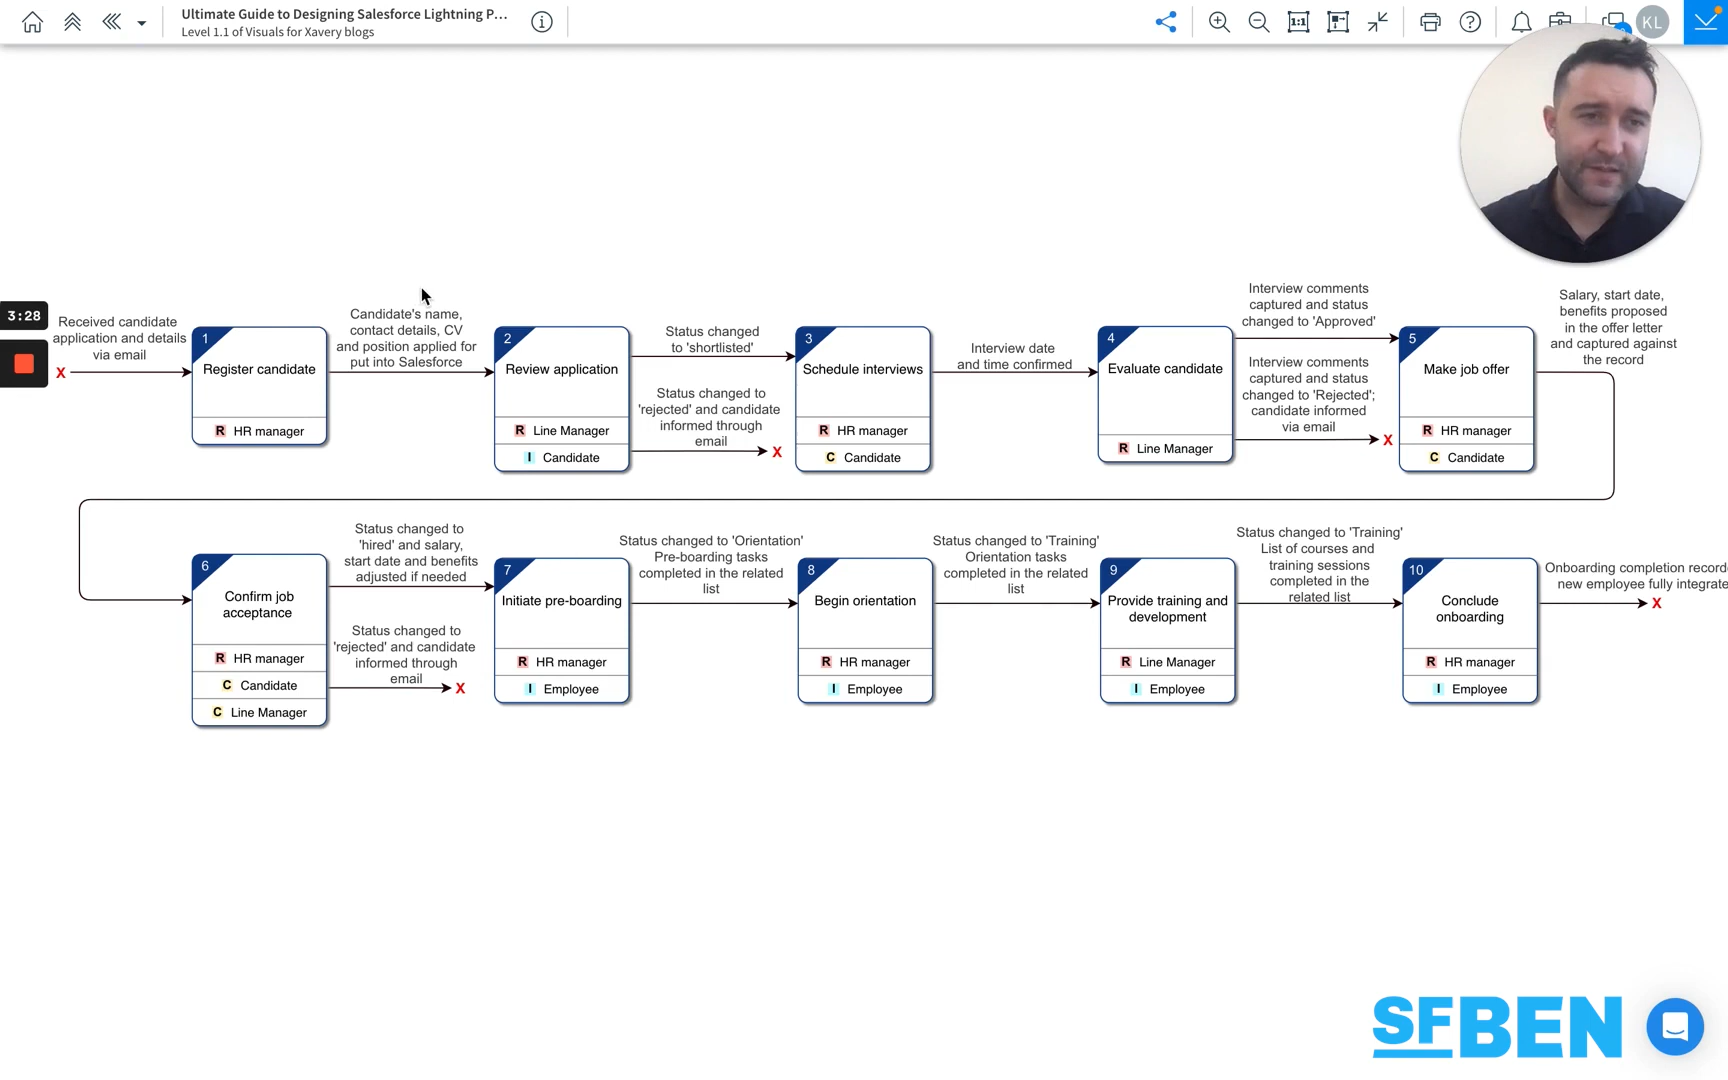 Ultimate Guide to Designing Salesforce Lightning P...
Level 1.1 of Visuals for Xavery blogs
1:1
KL
3:28
Received candidate
application and details
via email
X
1
Register candidate
R HR manager
Candidate's name,
contact details, CV
and position applied for
put into Salesforce
2
Review application
R Line Manager
I Candidate
Status changed
to 'shortlisted'
Status changed to
'rejected' and candidate
informed through
email
X
3
Schedule interviews
R HR manager
C Candidate
Interview date
and time confirmed
4
Evaluate candidate
R Line Manager
Interview comments
captured and status
changed to 'Approved'
Interview comments
captured and status
changed to 'Rejected';
candidate informed
via email
X
5
Make job offer
R HR manager
C Candidate
Salary, start date,
benefits proposed
in the offer letter
and captured against
the record
6
Confirm job
acceptance
R HR manager
C Candidate
C Line Manager
Status changed to
'hired' and salary,
start date and benefits
adjusted if needed
Status changed to
'rejected' and candidate
informed through
email
X
7
Initiate pre-boarding
R HR manager
I Employee
Status changed to 'Orientation'
Pre-boarding tasks
completed in the related
list
8
Begin orientation
R HR manager
I Employee
Status changed to 'Training'
Orientation tasks
completed in the related
list
9
Provide training and
development
R Line Manager
I Employee
Status changed to 'Training'
List of courses and
training sessions
completed in the
related list
10
Conclude
onboarding
R HR manager
I Employee
Onboarding completion record
new employee fully integrate
X
SFBEN